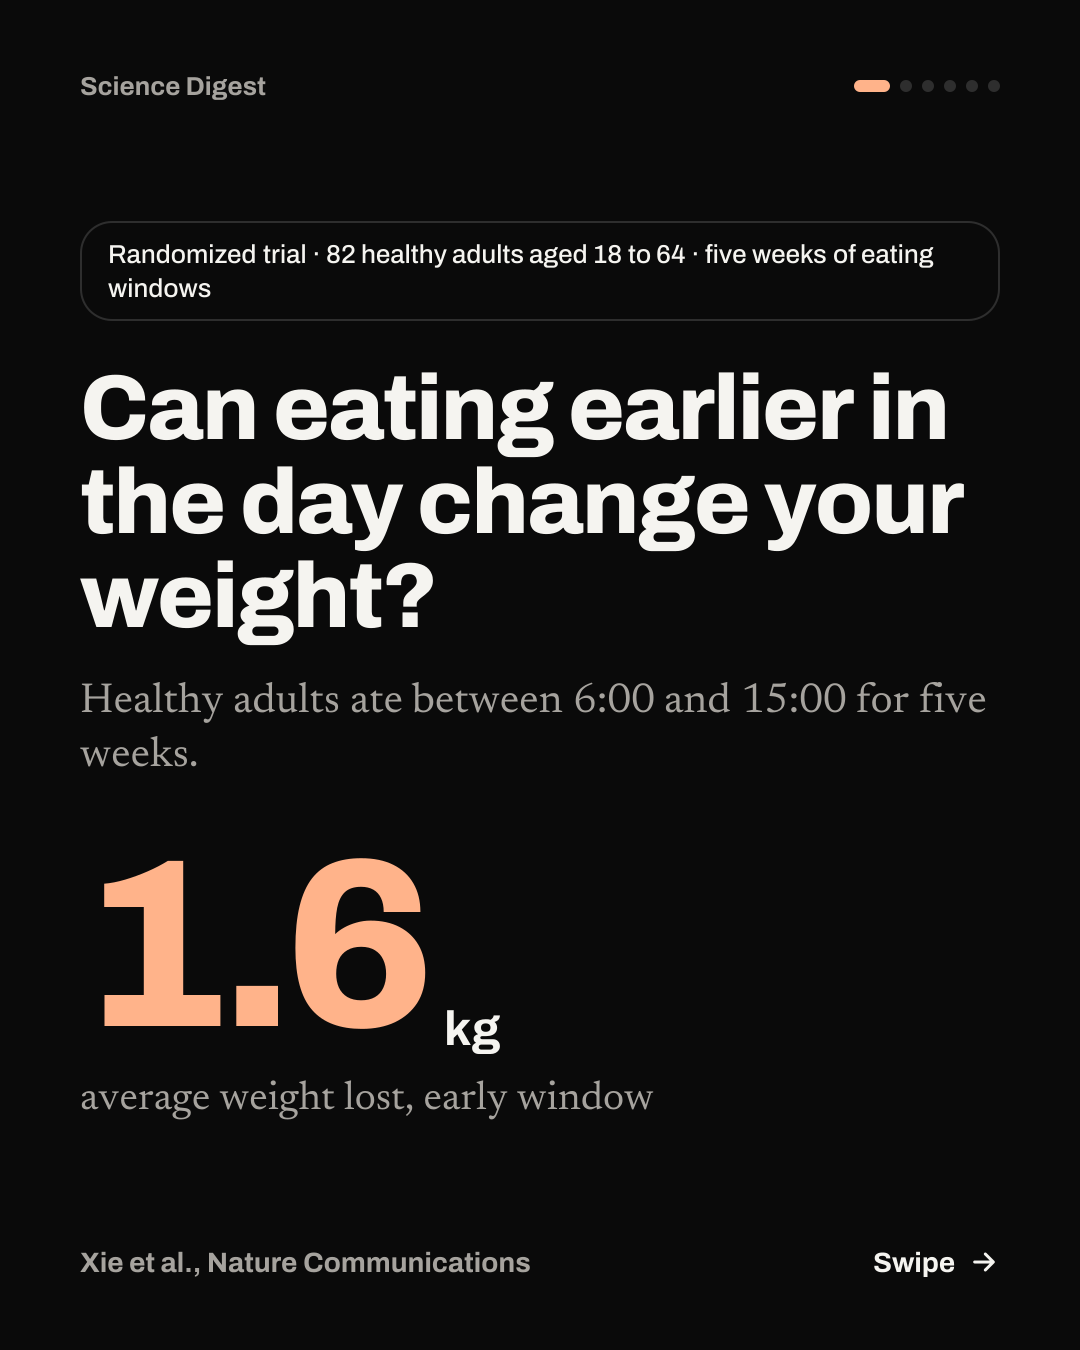 Science Digest
Randomized trial · 82 healthy adults aged 18 to 64 · five weeks of eating
windows
Can eating earlier in
the day change your
weight?
Healthy adults ate between 6:00 and 15:00 for five
weeks.
1.6 kg
average weight lost, early window
Xie et al., Nature Communications
Swipe →